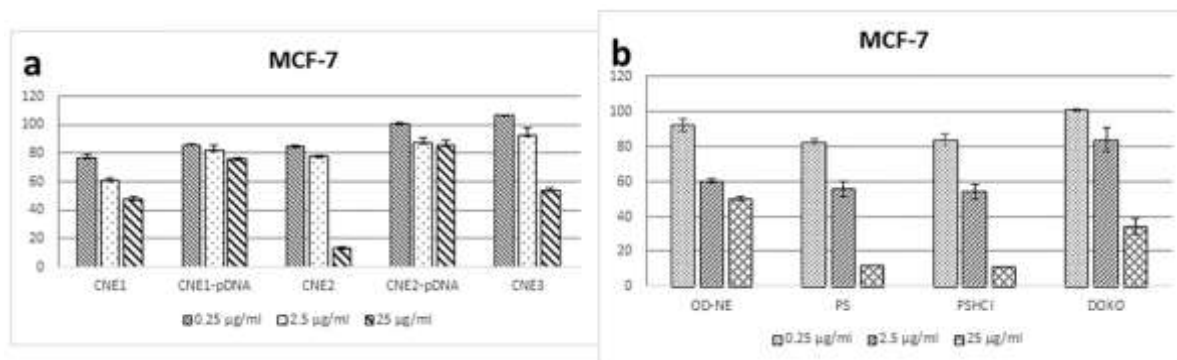 a
MCF-7
120
100
80
60
40
20
0
CNE1 CNE1-pDNA CNE2 CNE2-pDNA CNE3
0.25 µg/ml 2.5 µg/ml 25 µg/ml
b
MCF-7
120
100
80
60
40
20
0
OD-NE PS PSHCl DOXO
0.25 µg/ml 2.5 µg/ml 25 µg/ml